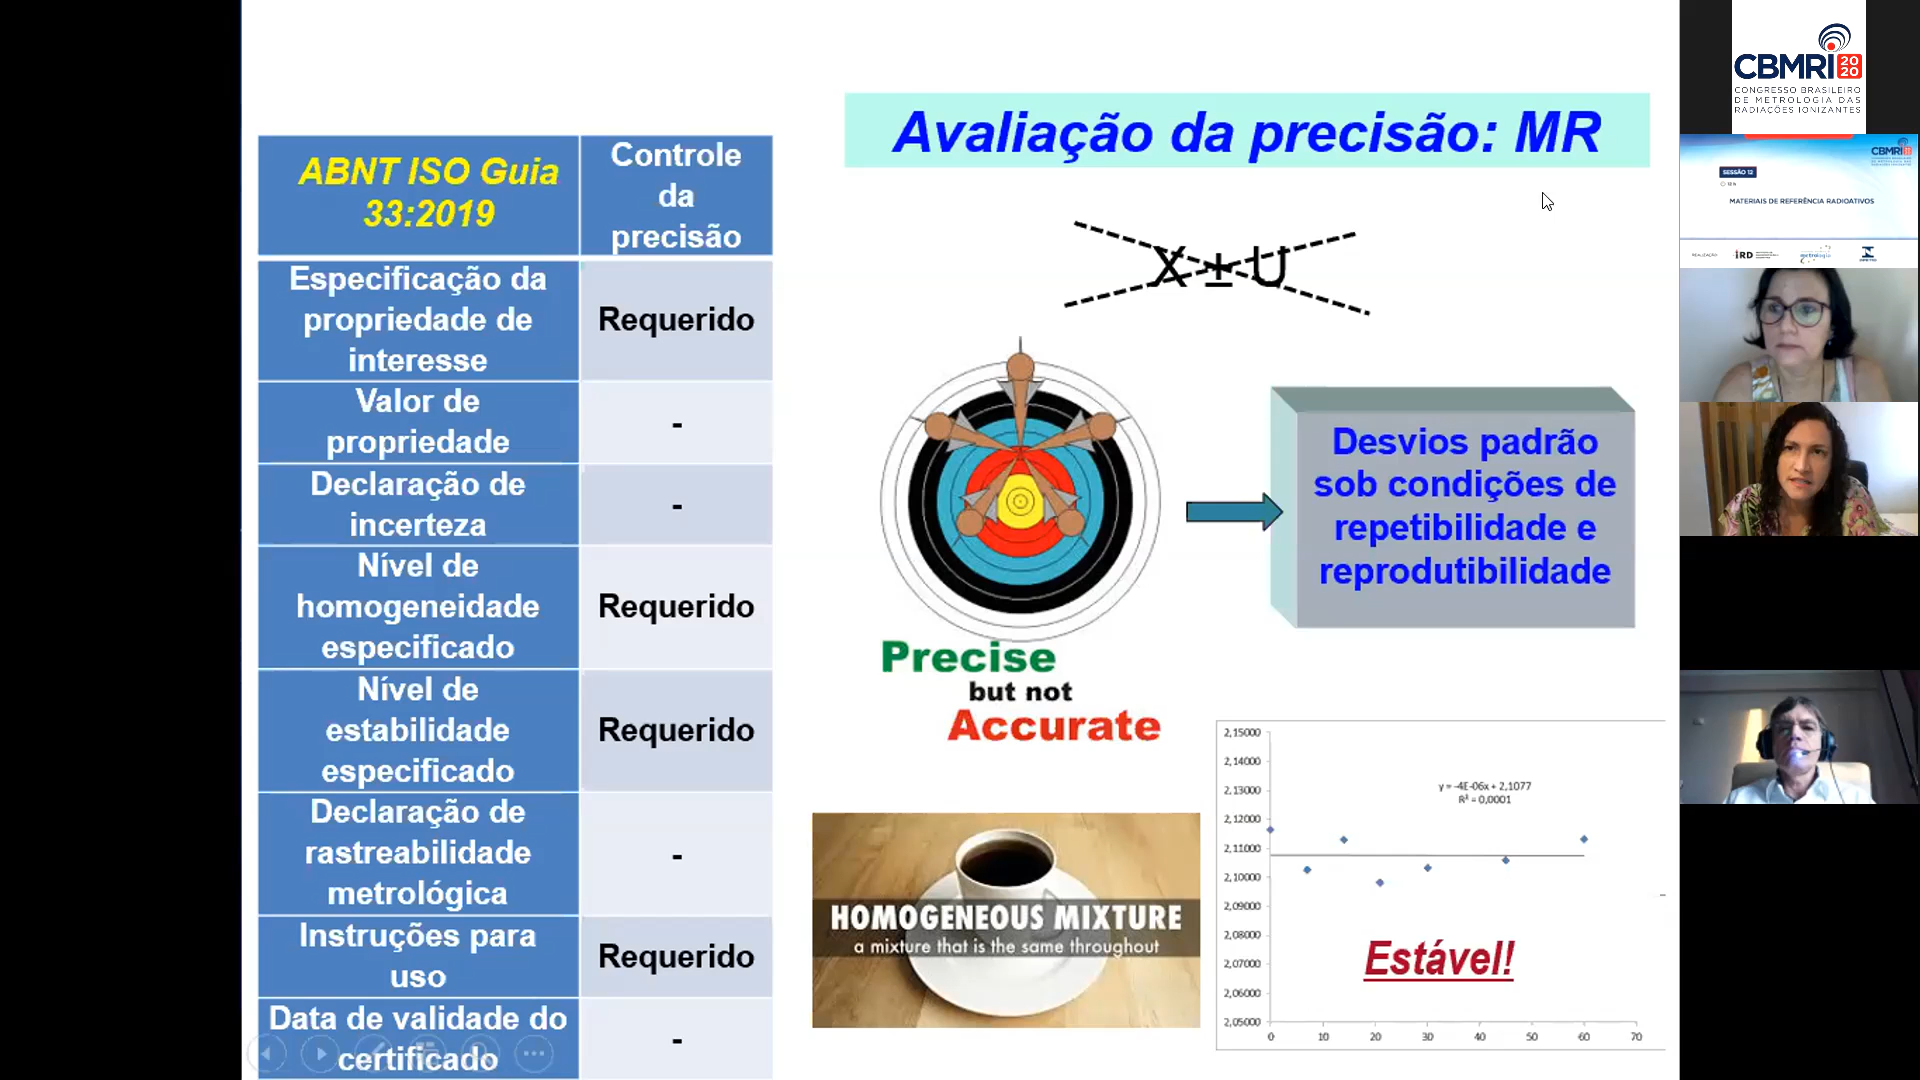 Avaliação da precisão: MR
ABNT ISO Guia
33:2019
Controle
da
precisão
Especificação da
propriedade de
interesse
Requerido
Valor de
propriedade
-
Declaração de
incerteza
-
Nível de
homogeneidade
especificado
Requerido
Nível de
estabilidade
especificado
Requerido
Declaração de
rastreabilidade
metrológica
-
Instruções para
uso
Requerido
Data de validade do
certificado
-
X ± U
Precise
but not
Accurate
Desvios padrão
sob condições de
repetibilidade e
reprodutibilidade
HOMOGENEOUS MIXTURE
a mixture that is the same throughout
2,15000
2,14000
2,13000
2,12000
2,11000
2,10000
2,09000
2,08000
2,07000
2,06000
2,05000
y = -4E-06x + 2,1077
R² = 0,0001
Estável!
0 10 20 30 40 50 60 70
CBMRI 2020
CONGRESSO BRASILEIRO
DE METROLOGIA DAS
RADIAÇÕES IONIZANTES
CBMRI
SESSÃO 12
MATERIAIS DE REFERÊNCIA RADIOATIVOS
REALIZAÇÃO
IRD
metrologia